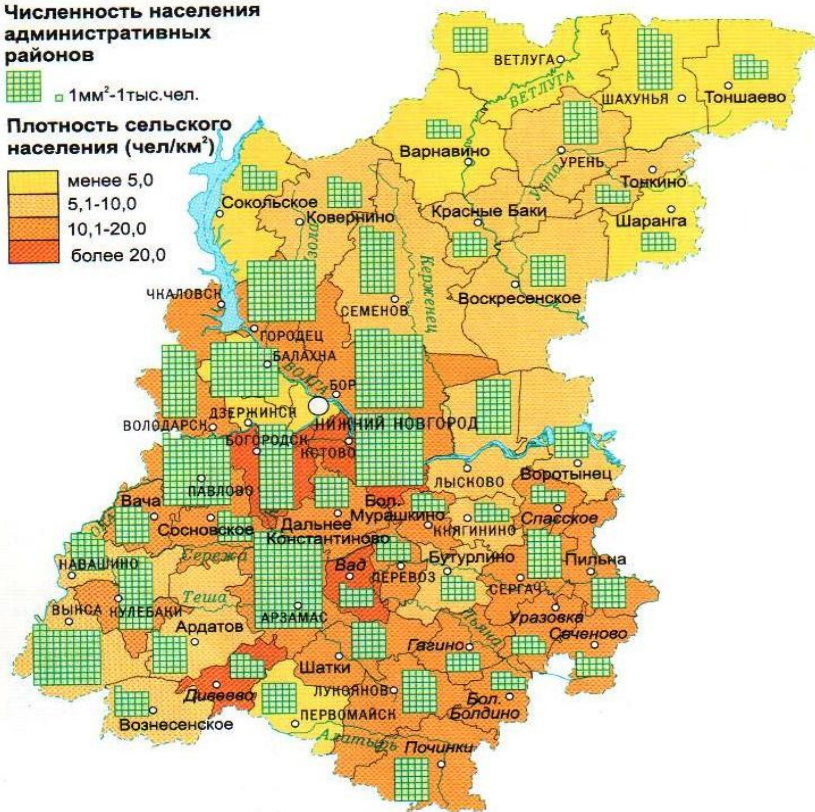 Численность населения
административных
районов
1мм²-1тыс.чел.
Плотность сельского
населения (чел/км²)
менее 5,0
5,1-10,0
10,1-20,0
более 20,0
ВЕТЛУГА
ВЕТЛУГА
ШАХУНЬЯ
Тоншаево
Варнавино
УРЕНЬ
Уста
Тонкино
Сокольское
Ковернино
Красные Баки
Шаранга
Керженец
Воскресенское
ЧКАЛОВСК
СЕМЕНОВ
ГОРОДЕЦ
БАЛАХНА
ВОЛГА
БОР
ДЗЕРЖИНСК
НИЖНИЙ НОВГОРОД
ВОЛОДАРСК
БОГОРОДСК
КСТОВО
ЛЫСКОВО
Воротынец
ПАВЛОВО
Вача
Сосновское
Дальнее
Константиново
Бол.
Мурашкино
КНЯГИНИНО
Спасское
НАВАШИНО
Сережа
Вад
ПЕРЕВОЗ
Бутурлино
Пильна
СЕРГАЧ
ВЫКСА
КУЛЕБАКИ
Теша
АРЗАМАС
Пьяна
Уразовка
Сеченово
Ардатов
Гагино
Шатки
Дивеево
ЛУКОЯНОВ
Бол.
Болдино
Вознесенское
ПЕРВОМАЙСК
Алатырь
Починки